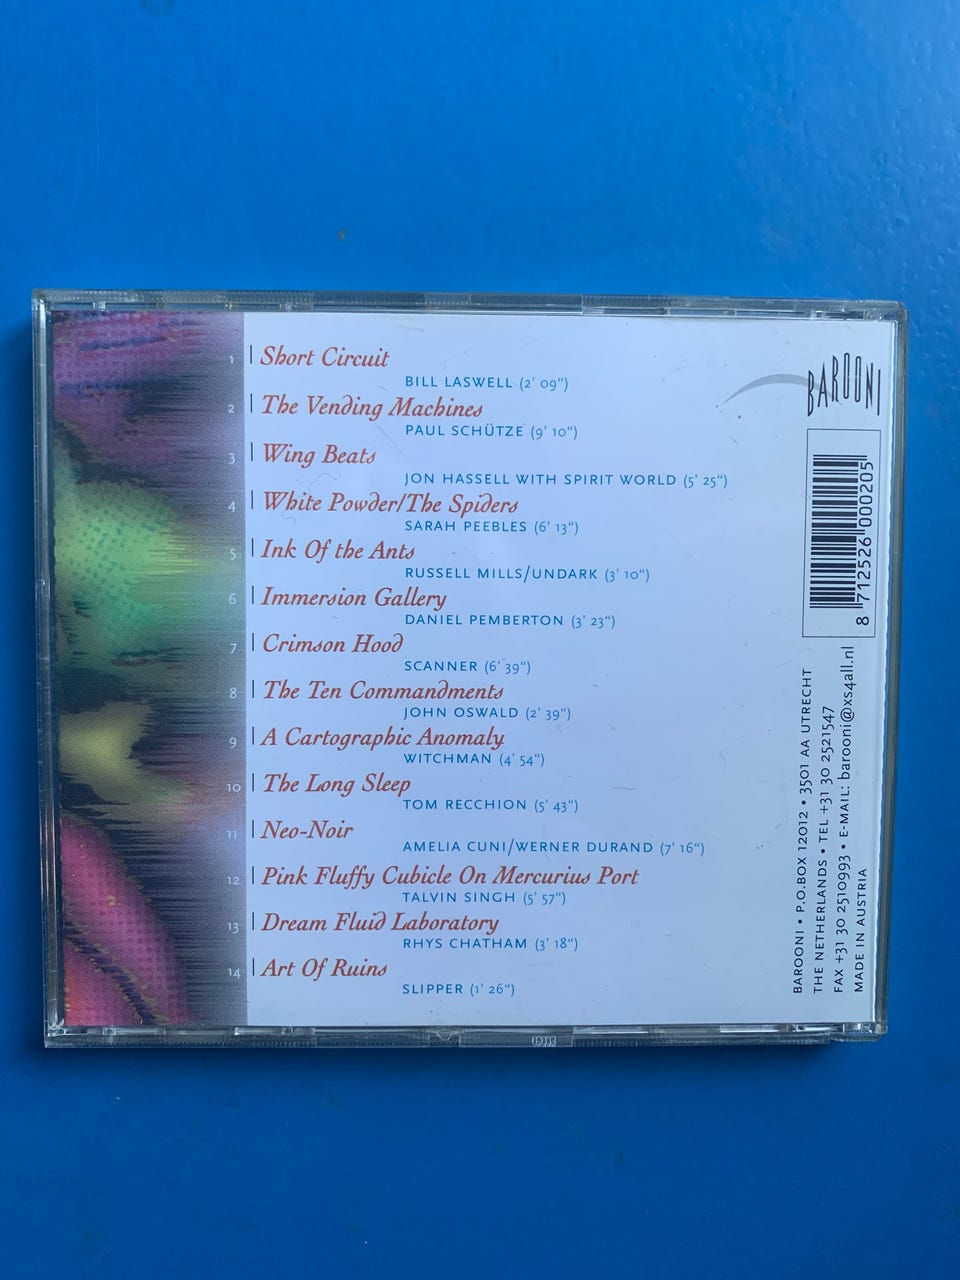 1 Short Circuit
BILL LASWELL (2' 09“)
2 The Vending Machines
PAUL SCHÜTZE (9' 10“)
3 Wing Beats
JON HASSELL WITH SPIRIT WORLD (5' 25“)
4 White Powder/The Spiders
SARAH PEEBLES (6' 13“)
5 Ink Of the Ants
RUSSELL MILLS/UNDARK (3' 10“)
6 Immersion Gallery
DANIEL PEMBERTON (3' 23“)
7 Crimson Hood
SCANNER (6' 39“)
8 The Ten Commandments
JOHN OSWALD (2' 39“)
9 A Cartographic Anomaly
WITCHMAN (4' 54“)
10 The Long Sleep
TOM RECCHION (5' 43“)
11 Neo-Noir
AMELIA CUNI/WERNER DURAND (7' 16“)
12 Pink Fluffy Cubicle On Mercurius Port
TALVIN SINGH (5' 57“)
13 Dream Fluid Laboratory
RHYS CHATHAM (3' 18“)
14 Art Of Ruins
SLIPPER (1' 26“)
BAROONI
8 712526 000205
BAROONI • P.O.BOX 12012 • 3501 AA UTRECHT
THE NETHERLANDS • TEL +31 30 2521547
FAX +31 30 2510993 • E-MAIL: barooni@xs4all.nl
MADE IN AUSTRIA